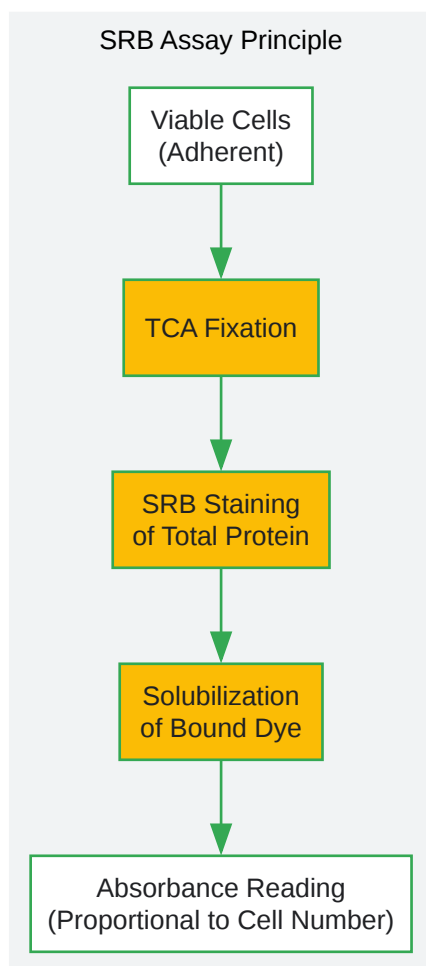 SRB Assay Principle
Viable Cells
(Adherent)
TCA Fixation
SRB Staining
of Total Protein
Solubilization
of Bound Dye
Absorbance Reading
(Proportional to Cell Number)